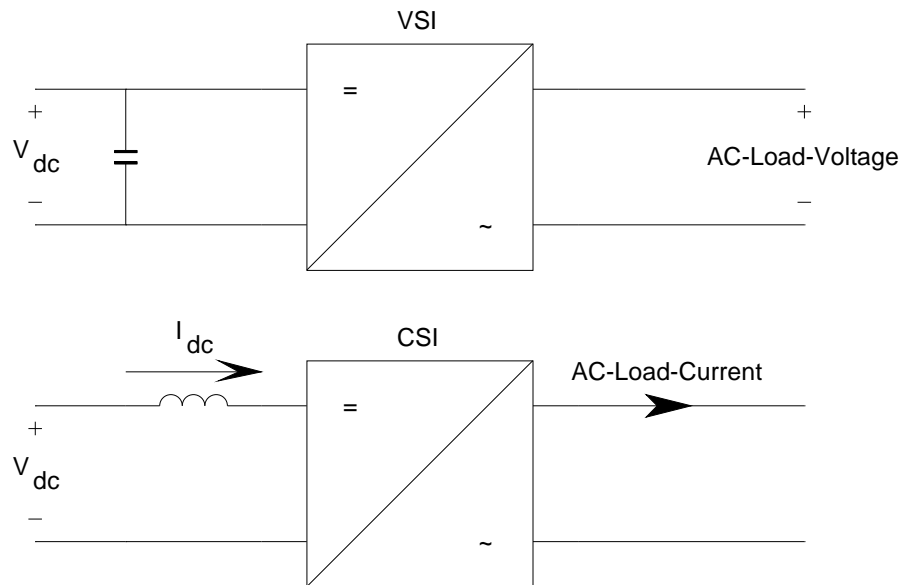 VSI
=
+
+
V dc
AC-Load-Voltage
−
−
~
I dc
CSI
AC-Load-Current
=
+
V dc
−
~